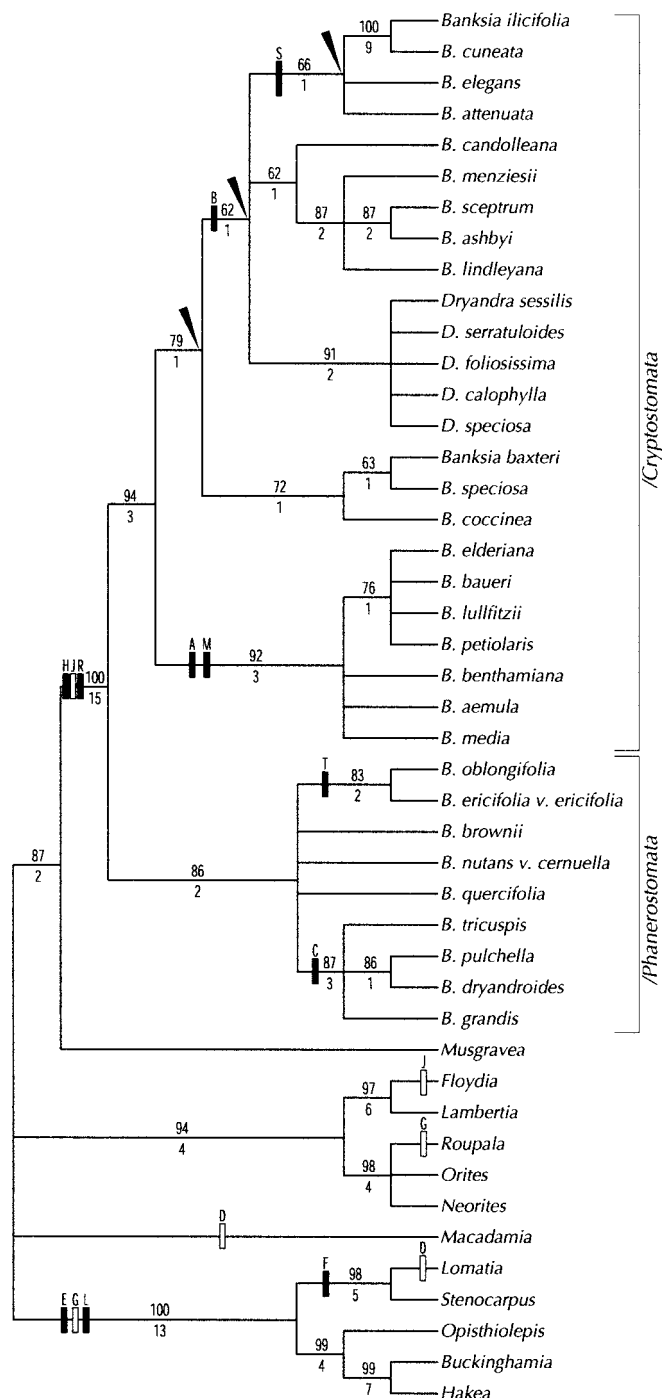 Banksia ilicifolia
100
9
B. cuneata
S
66
1
B. elegans
B. attenuata
B. candolleana
62
1
B. menziesii
B
62
1
87
2
87
2
B. sceptrum
B. ashbyi
B. lindleyana
Dryandra sessilis
D. serratuloides
79
1
91
2
D. foliosissima
D. calophylla
D. speciosa
/Cryptostomata
Banksia baxteri
63
1
B. speciosa
72
1
94
3
B. coccinea
B. elderiana
76
1
B. baueri
B. lullfitzii
B. petiolaris
A M
92
3
B. benthamiana
H J R
100
15
B. aemula
B. media
B. oblongifolia
T
83
2
B. ericifolia v. ericifolia
B. brownii
87
2
86
2
B. nutans v. cernuella
B. quercifolia
/Phanerostomata
B. tricuspis
C
87
3
86
1
B. pulchella
B. dryandroides
B. grandis
Musgravea
J
Floydia
97
6
Lambertia
94
4
G
Roupala
98
4
Orites
Neorites
D
Macadamia
D
Lomatia
F
98
5
Stenocarpus
E G L
100
13
Opisthiolepis
99
4
Buckinghamia
99
7
Hakea